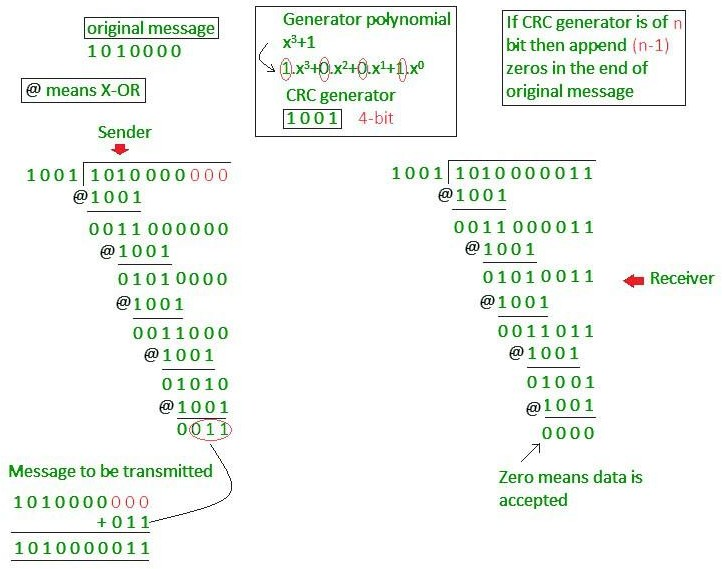 original message
1010000
@ means X-OR
Generator polynomial
x³+1
1.x³+0.x²+0.x¹+1.x⁰
CRC generator
1001 4-bit
If CRC generator is of n
bit then append (n-1)
zeros in the end of
original message
Sender
1001 1010000000
@1001
0011000000
@1001
01010000
@1001
0011000
@1001
01010
@1001
0011
Message to be transmitted
1010000000
+011
1010000011
1001 1010000011
@1001
0011000011
@1001
01010011
@1001
0011011
@1001
01001
@1001
0000
Receiver
Zero means data is
accepted